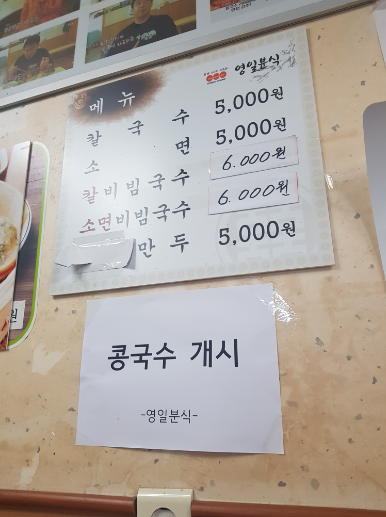 영일분식
메뉴
칼국수 5,000원
소면 5,000원
칼비빔국수 6.000원
소면비빔국수 6.000원
만두 5,000원
원
콩국수 개시
-영일분식-